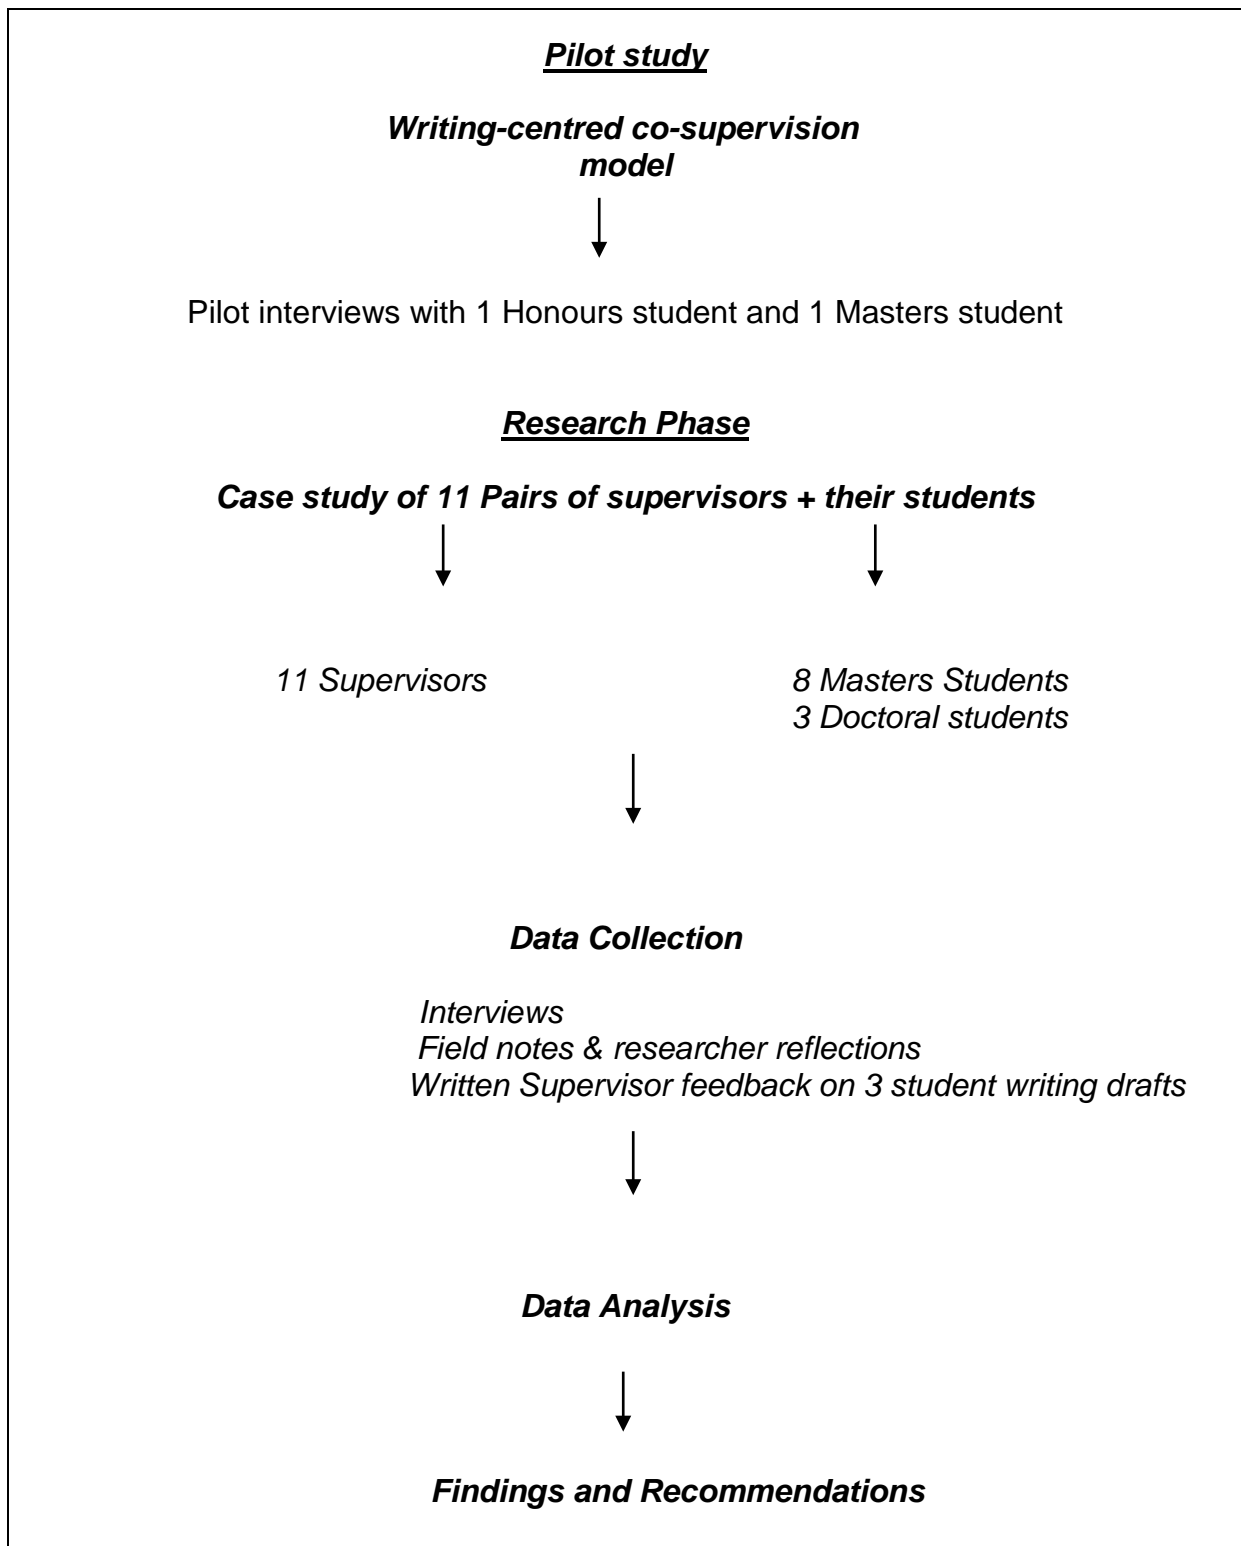 Pilot study
Writing-centred co-supervision
model
Pilot interviews with 1 Honours student and 1 Masters student
Research Phase
Case study of 11 Pairs of supervisors + their students
11 Supervisors
8 Masters Students
3 Doctoral students
Data Collection
Interviews
Field notes & researcher reflections
Written Supervisor feedback on 3 student writing drafts
Data Analysis
Findings and Recommendations